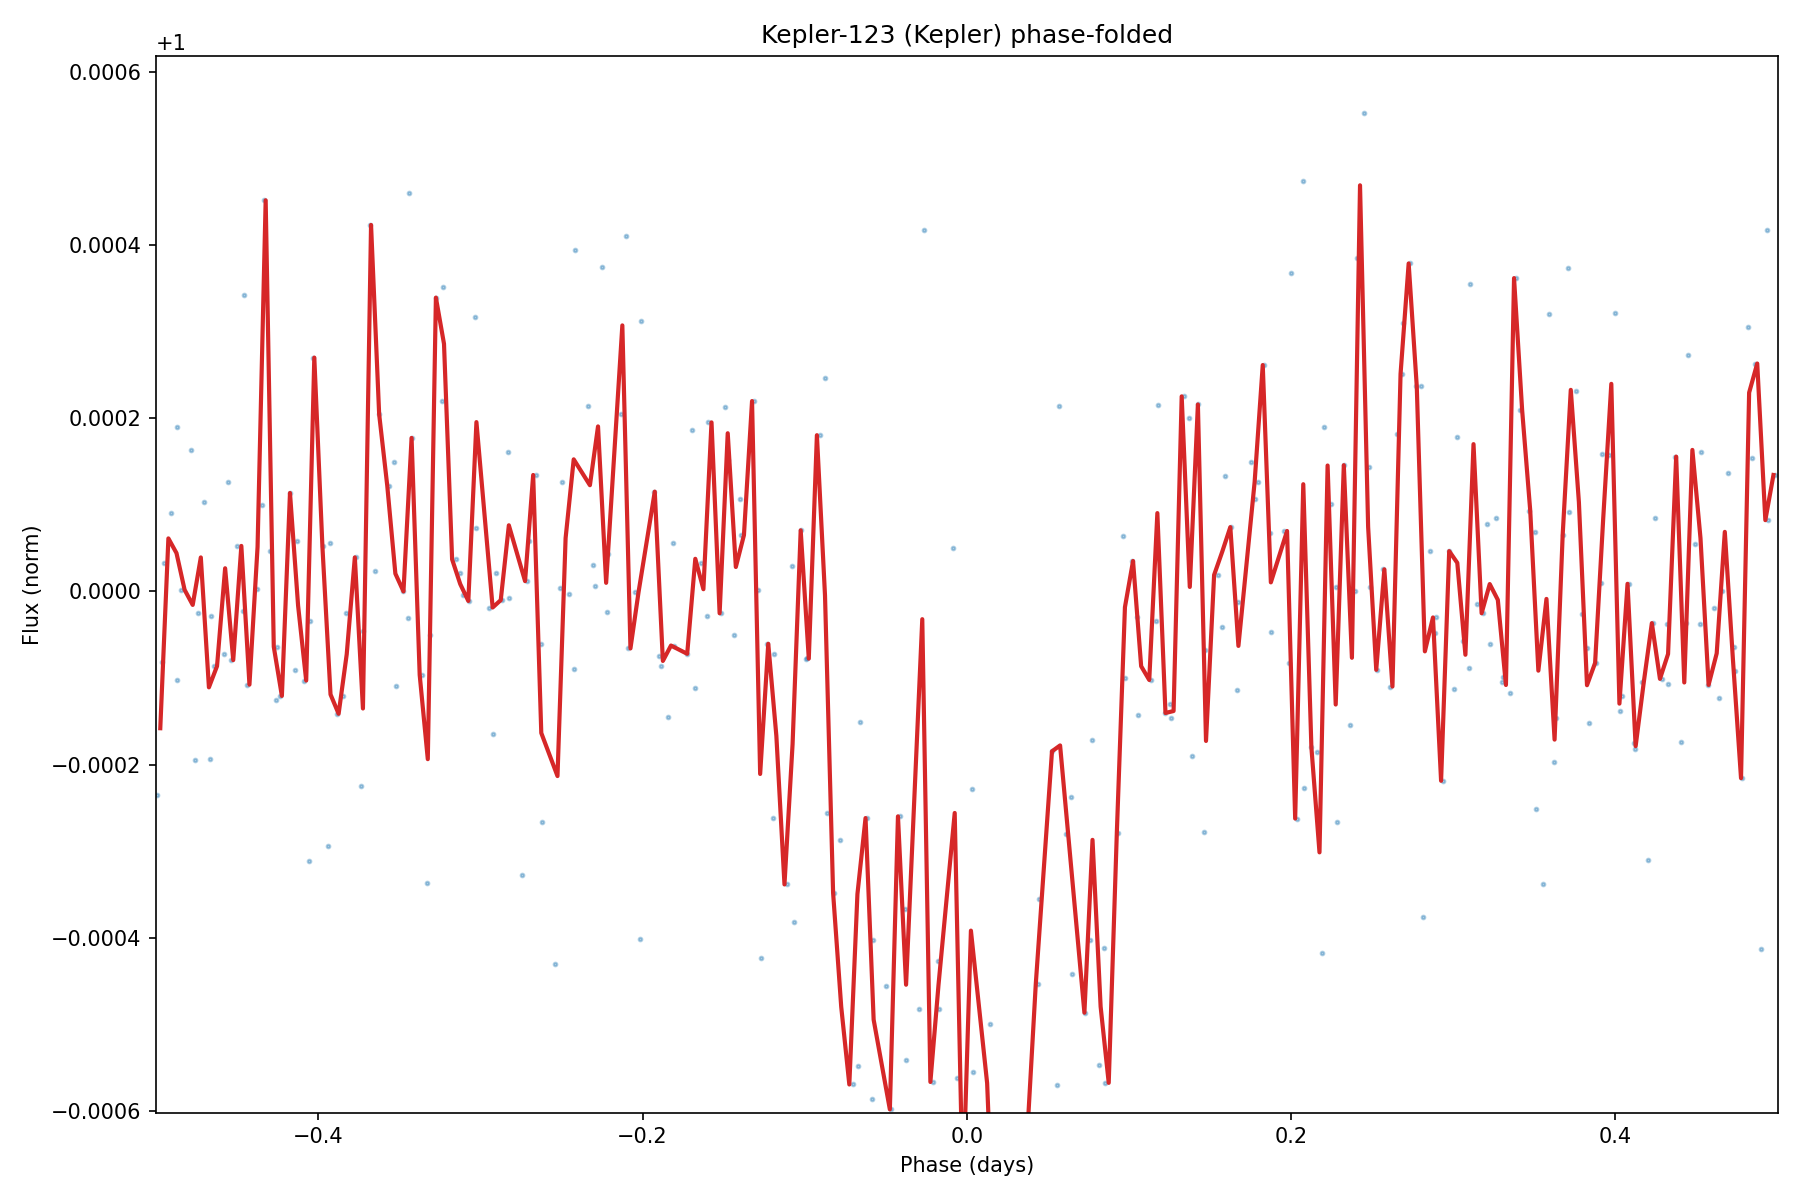 Kepler-123 (Kepler) phase-folded
+1
0.0006
0.0004
0.0002
0.0000
−0.0002
−0.0004
−0.0006
Flux (norm)
−0.4 −0.2 0.0 0.2 0.4
Phase (days)